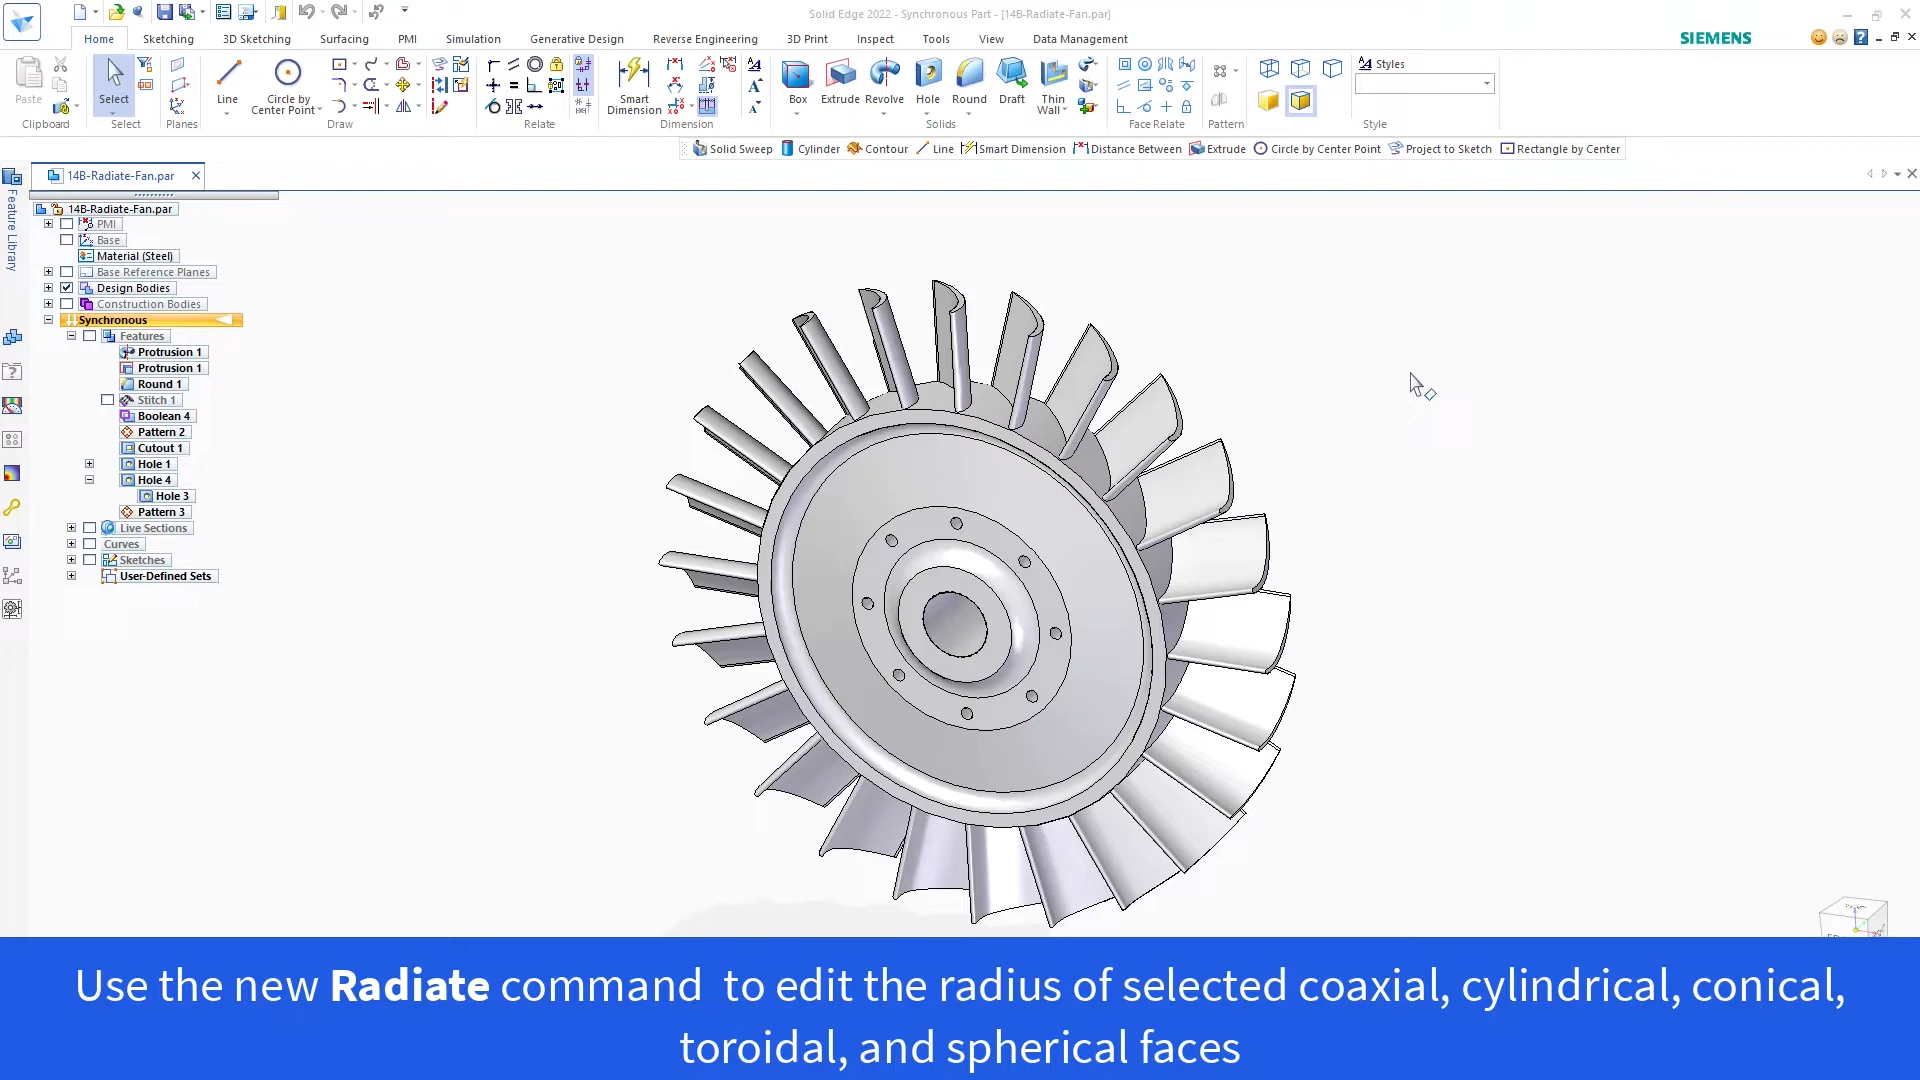 Solid Edge 2022 - Synchronous Part - [14B-Radiate-Fan.par]
Home Sketching 3D Sketching Surfacing PMI Simulation Generative Design Reverse Engineering 3D Print Inspect Tools View Data Management
SIEMENS
Paste
Clipboard
Select
Select
Planes
Line
Circle by
Center Point
Draw
Relate
Smart
Dimension
Dimension
Box Extrude Revolve Hole Round Draft Thin
Wall
Solids
Face Relate
Pattern
Styles
Style
Solid Sweep Cylinder Contour Line Smart Dimension Distance Between Extrude Circle by Center Point Project to Sketch Rectangle by Center
14B-Radiate-Fan.par
Feature Library
14B-Radiate-Fan.par
PMI
Base
Material (Steel)
Base Reference Planes
Design Bodies
Construction Bodies
Synchronous
Features
Protrusion 1
Protrusion 1
Round 1
Stitch 1
Boolean 4
Pattern 2
Cutout 1
Hole 1
Hole 4
Hole 3
Pattern 3
Live Sections
Curves
Sketches
User-Defined Sets
Use the new Radiate command to edit the radius of selected coaxial, cylindrical, conical,
toroidal, and spherical faces